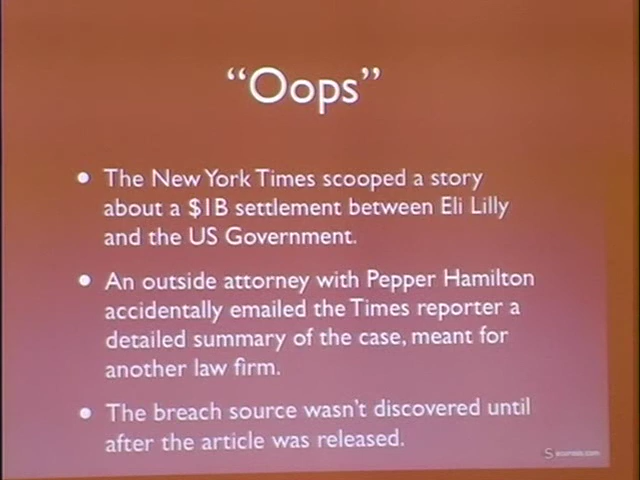 “Oops”
• The New York Times scooped a story
about a $1B settlement between Eli Lilly
and the US Government.
• An outside attorney with Pepper Hamilton
accidentally emailed the Times reporter a
detailed summary of the case, meant for
another law firm.
• The breach source wasn't discovered until
after the article was released.